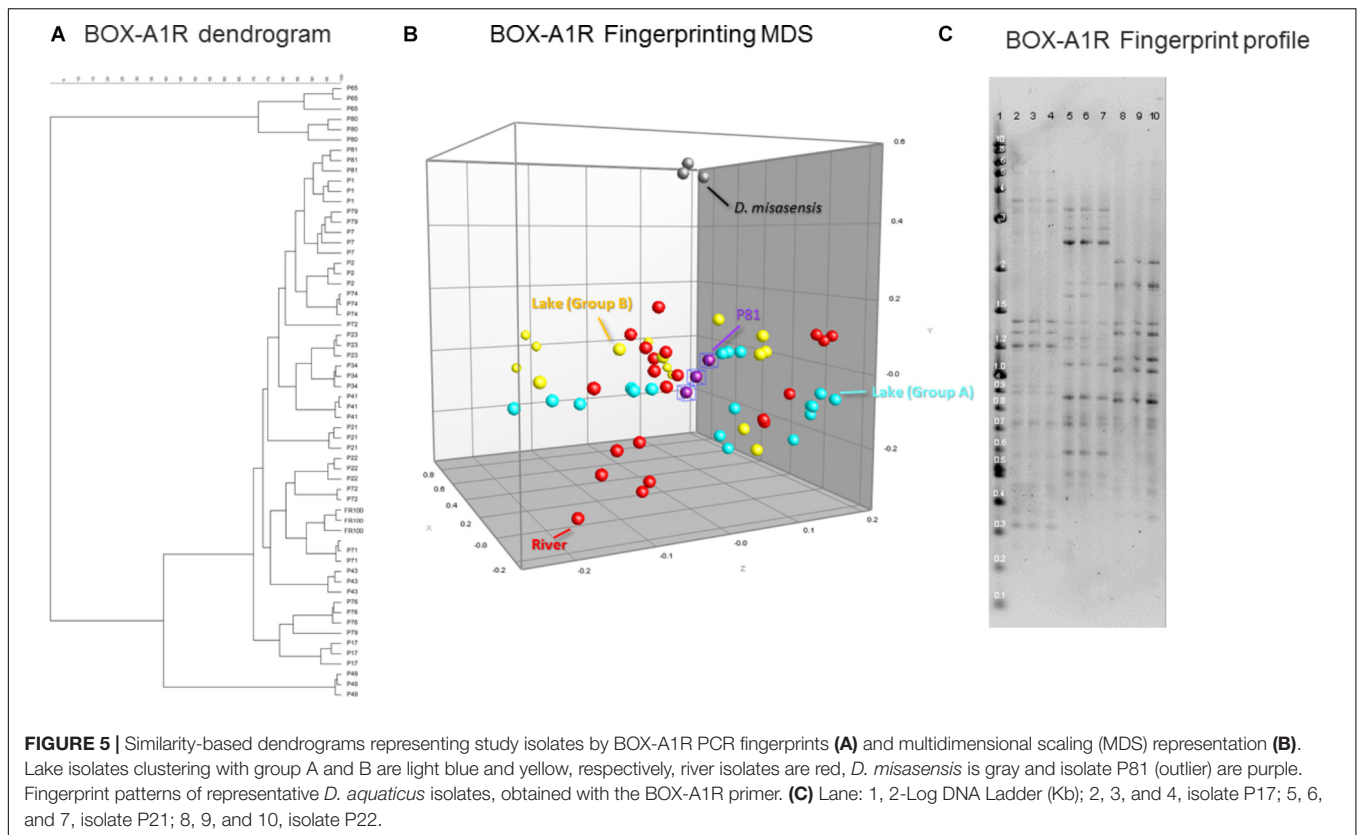 A BOX-A1R dendrogram
P65
P65
P65
P80
P80
P80
P81
P81
P81
P1
P1
P1
P79
P79
P7
P7
P7
P2
P2
P2
P74
P74
P74
P72
P23
P23
P23
P34
P34
P34
P41
P41
P41
P21
P21
P21
P22
P22
P22
P72
P72
FR100
FR100
FR100
P71
P71
P43
P43
P43
P76
P76
P76
P79
P17
P17
P17
P49
P49
P49
B BOX-A1R Fingerprinting MDS
0.6
D. misasensis
0.4
0.2
Lake (Group B)
P81
Y
-0.0
Lake (Group A)
-0.2
0.8
0.6
0.4
X
0.2
-0.0
-0.2
River
-0.2
-0.1
-0.0
Z
0.1
0.2
C BOX-A1R Fingerprint profile
1 2 3 4 5 6 7 8 9 10
10
8
6
5
4
3
2
1.5
1.2
1.0
0.9
0.8
0.7
0.6
0.5
0.4
0.3
0.2
0.1
FIGURE 5 | Similarity-based dendrograms representing study isolates by BOX-A1R PCR fingerprints (A) and multidimensional scaling (MDS) representation (B).
Lake isolates clustering with group A and B are light blue and yellow, respectively, river isolates are red, D. misasensis is gray and isolate P81 (outlier) are purple.
Fingerprint patterns of representative D. aquaticus isolates, obtained with the BOX-A1R primer. (C) Lane: 1, 2-Log DNA Ladder (Kb); 2, 3, and 4, isolate P17; 5, 6,
and 7, isolate P21; 8, 9, and 10, isolate P22.